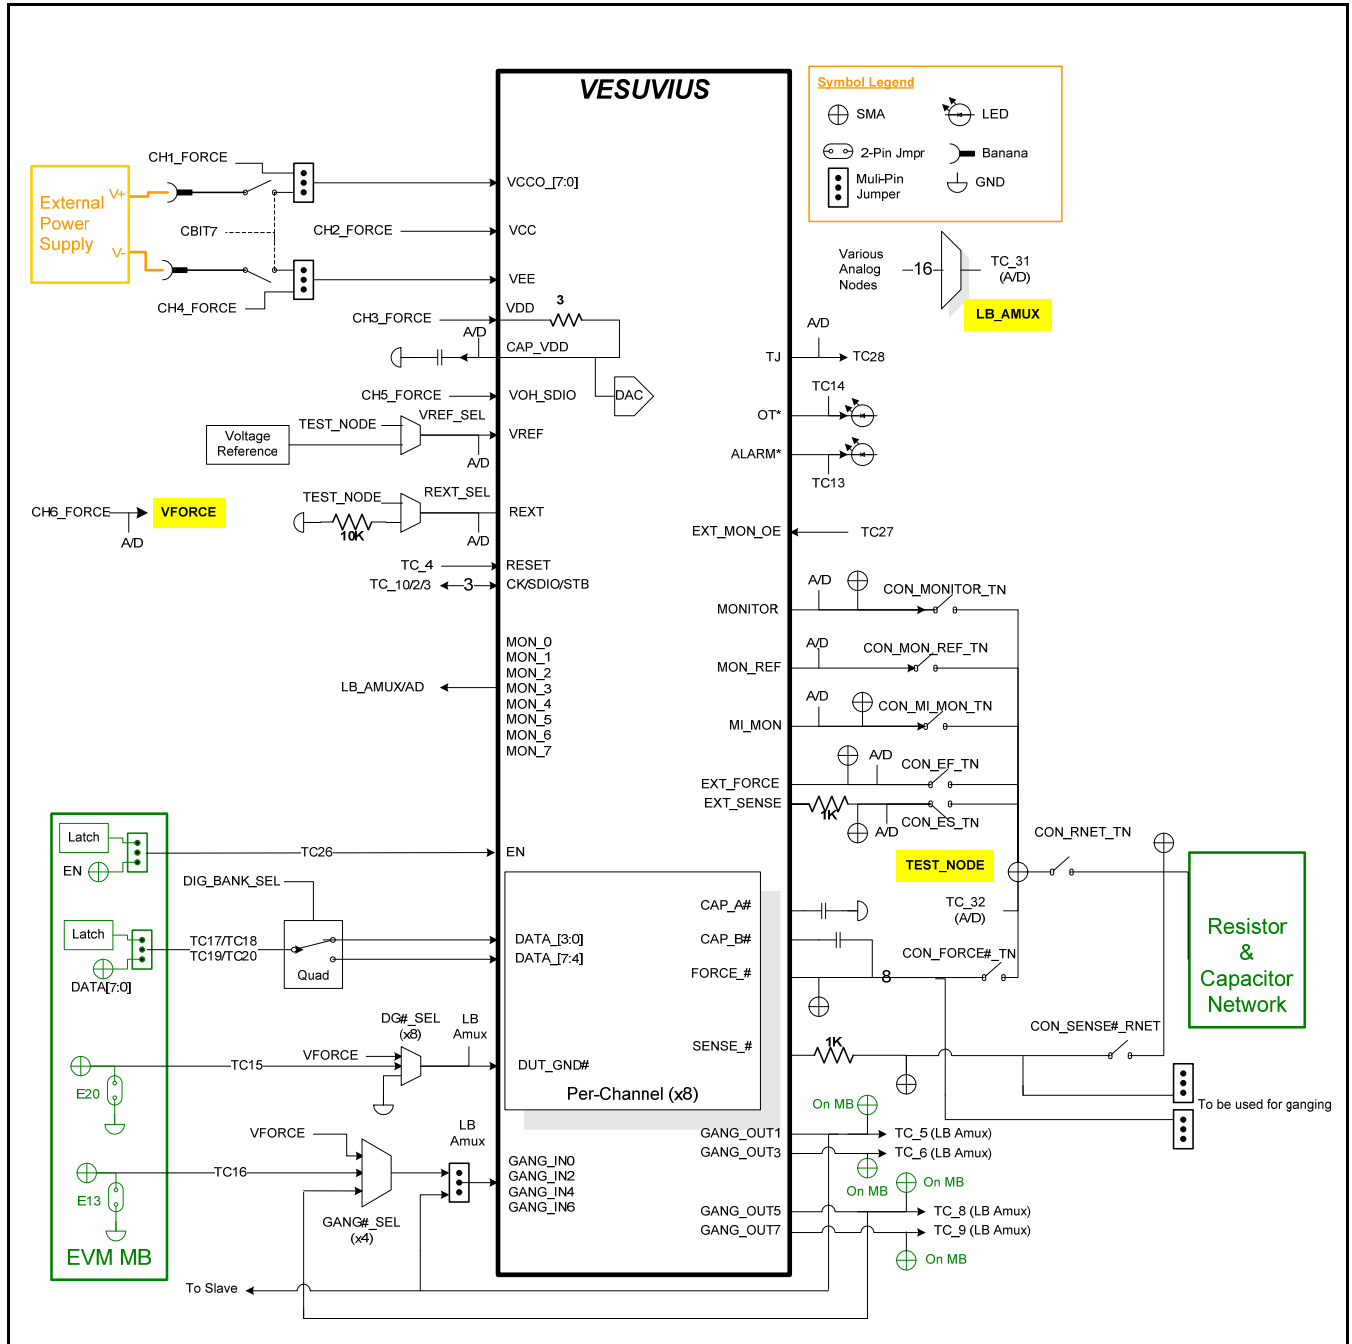 VESUVIUS
Symbol Legend
SMA
LED
2-Pin Jmpr
Banana
Muli-Pin
Jumper
GND
External
Power
Supply
V+
V-
CH1_FORCE
CBIT7
CH2_FORCE
CH4_FORCE
VCCO_[7:0]
VCC
VEE
VDD
3
CH3_FORCE
A/D
CAP_VDD
CH5_FORCE
VOH_SDIO
DAC
TEST_NODE
VREF_SEL
Voltage
Reference
VREF
A/D
CH6_FORCE
VFORCE
A/D
TEST_NODE
REXT_SEL
10K
REXT
A/D
TC_4
RESET
TC_10/2/3
3
CK/SDIO/STB
MON_0
MON_1
MON_2
MON_3
MON_4
MON_5
MON_6
MON_7
LB_AMUX/AD
Various
Analog
Nodes
16
TC_31
(A/D)
LB_AMUX
A/D
TJ
TC28
TC14
OT*
ALARM*
TC13
EXT_MON_OE
TC27
A/D
CON_MONITOR_TN
MONITOR
A/D
CON_MON_REF_TN
MON_REF
A/D
CON_MI_MON_TN
MI_MON
A/D
CON_EF_TN
EXT_FORCE
EXT_SENSE
1K
A/D
CON_ES_TN
TEST_NODE
CON_RNET_TN
TC_32
(A/D)
Resistor
&
Capacitor
Network
Latch
EN
TC26
EN
DIG_BANK_SEL
Latch
TC17/TC18
TC19/TC20
DATA[7:0]
Quad
DATA_[3:0]
DATA_[7:4]
CAP_A#
CAP_B#
FORCE_#
8
CON_FORCE#_TN
DG#_SEL
(x8)
LB
Amux
VFORCE
TC15
E20
DUT_GND#
SENSE_#
1K
CON_SENSE#_RNET
Per-Channel (x8)
To be used for ganging
VFORCE
TC16
E13
GANG#_SEL
(x4)
LB
Amux
GANG_IN0
GANG_IN2
GANG_IN4
GANG_IN6
On MB
GANG_OUT1
TC_5 (LB Amux)
GANG_OUT3
TC_6 (LB Amux)
On MB
On MB
GANG_OUT5
TC_8 (LB Amux)
GANG_OUT7
TC_9 (LB Amux)
On MB
EVM MB
To Slave